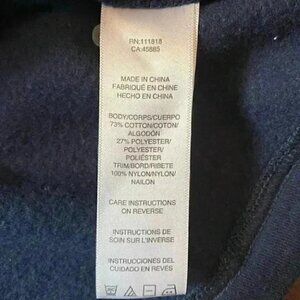 RN:111818
CA:45885
MADE IN CHINA
FABRIQUÉ EN CHINE
HECHO EN CHINA
BODY/CORPS/CUERPO
73% COTTON/COTON/
ALGODÓN
27% POLYESTER/
POLYESTER/
POLIÉSTER
TRIM/BORD/RIBETE
100% NYLON/NYLON/
NAILON
CARE INSTRUCTIONS
ON REVERSE
INSTRUCTIONS DE
SOIN SUR L'INVERSE
INSTRUCCIONES DEL
CUIDADO EN REVÉS